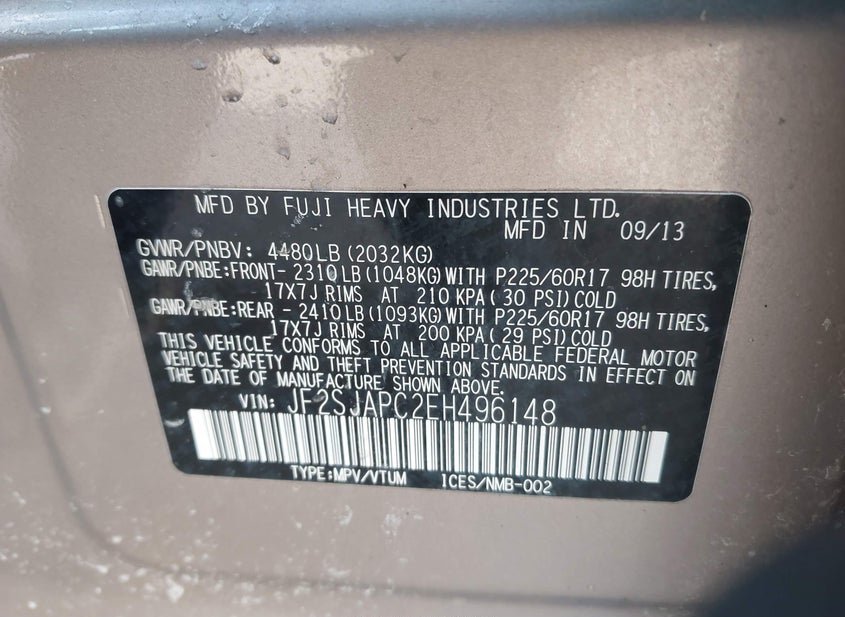 MFD BY FUJI HEAVY INDUSTRIES LTD.
MFD IN 09/13
GVWR/PNBV: 4480LB(2032KG)
GAWR/PNBE:FRONT- 2310LB(1048KG)WITH P225/60R17 98H TIRES,
17X7J RIMS AT 210 KPA( 30 PSI)COLD
GAWR/PNBE:REAR - 2410LB(1093KG)WITH P225/60R17 98H TIRES,
17X7J RIMS AT 200 KPA( 29 PSI)COLD
THIS VEHICLE CONFORMS TO ALL APPLICABLE FEDERAL MOTOR
VEHICLE SAFETY AND THEFT PREVENTION STANDARDS IN EFFECT ON
THE DATE OF MANUFACTURE SHOWN ABOVE.
VIN: JF2SJAPC2EH496148
TYPE:MPV/VTUM ICES/NMB-002